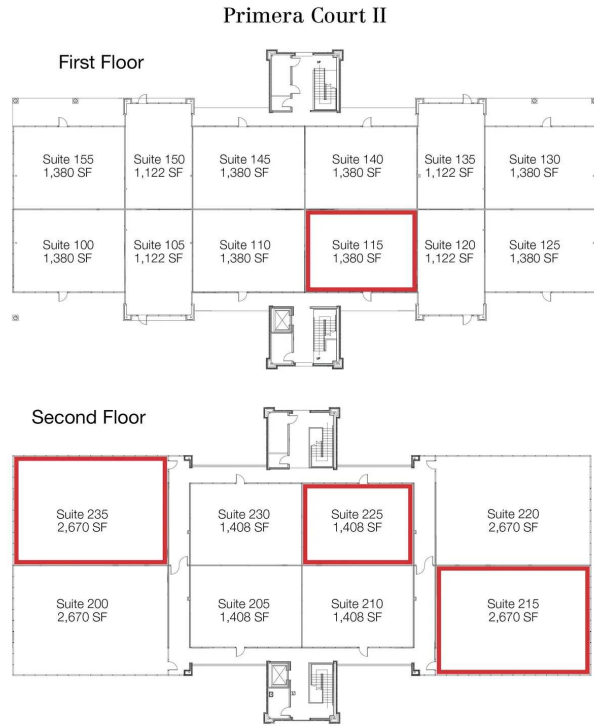 Primera Court II
First Floor
Suite 155
1,380 SF
Suite 150
1,122 SF
Suite 145
1,380 SF
Suite 140
1,380 SF
Suite 135
1,122 SF
Suite 130
1,380 SF
Suite 100
1,380 SF
Suite 105
1,122 SF
Suite 110
1,380 SF
Suite 115
1,380 SF
Suite 120
1,122 SF
Suite 125
1,380 SF
Second Floor
Suite 235
2,670 SF
Suite 230
1,408 SF
Suite 225
1,408 SF
Suite 220
2,670 SF
Suite 200
2,670 SF
Suite 205
1,408 SF
Suite 210
1,408 SF
Suite 215
2,670 SF